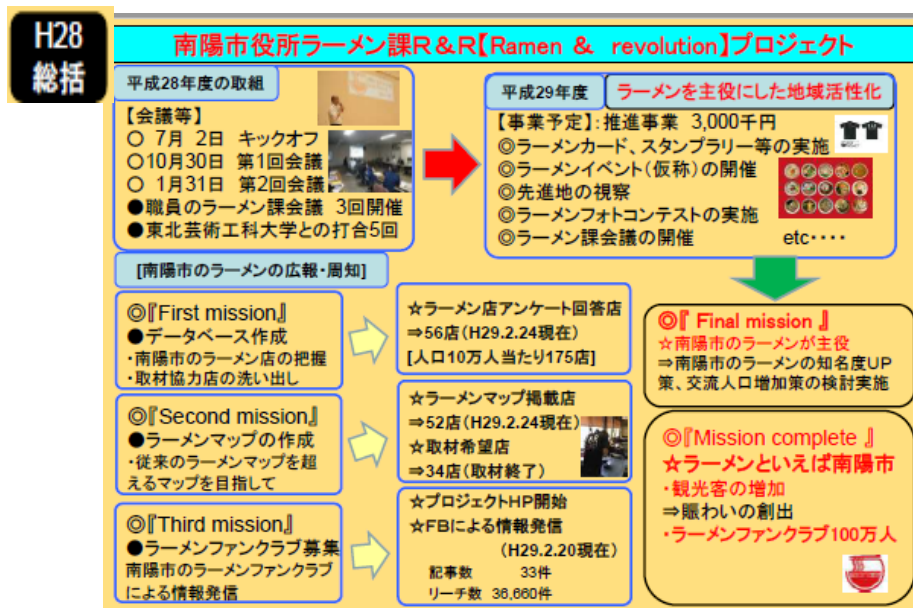 H28
総括
南陽市役所ラーメン課R&R【Ramen & revolution】プロジェクト
平成28年度の取組
【会議等】
○ 7月 2日 キックオフ
○10月30日 第1回会議
○ 1月31日 第2回会議
●職員のラーメン課会議 3回開催
●東北芸術工科大学との打合5回
平成29年度
ラーメンを主役にした地域活性化
【事業予定】:推進事業 3,000千円
◎ラーメンカード、スタンプラリー等の実施
◎ラーメンイベント(仮称)の開催
◎先進地の視察
◎ラーメンフォトコンテストの実施
◎ラーメン課会議の開催 etc・・・・
[南陽市のラーメンの広報・周知]
◎『First mission』
●データベース作成
・南陽市のラーメン店の把握
・取材協力店の洗い出し
☆ラーメン店アンケート回答店
⇒56店(H29.2.24現在)
[人口10万人当たり175店]
◎『Second mission』
●ラーメンマップの作成
・従来のラーメンマップを超
えるマップを目指して
☆ラーメンマップ掲載店
⇒52店(H29.2.24現在)
☆取材希望店
⇒34店(取材終了)
◎『Third mission』
●ラーメンファンクラブ募集
南陽市のラーメンファンクラブ
による情報発信
☆プロジェクトHP開始
☆FBによる情報発信
(H29.2.20現在)
記事数 33件
リーチ数 36,660件
◎『 Final mission 』
☆南陽市のラーメンが主役
⇒南陽市のラーメンの知名度UP
策、交流人口増加策の検討実施
◎『Mission complete 』
☆ラーメンといえば南陽市
・観光客の増加
⇒賑わいの創出
・ラーメンファンクラブ100万人